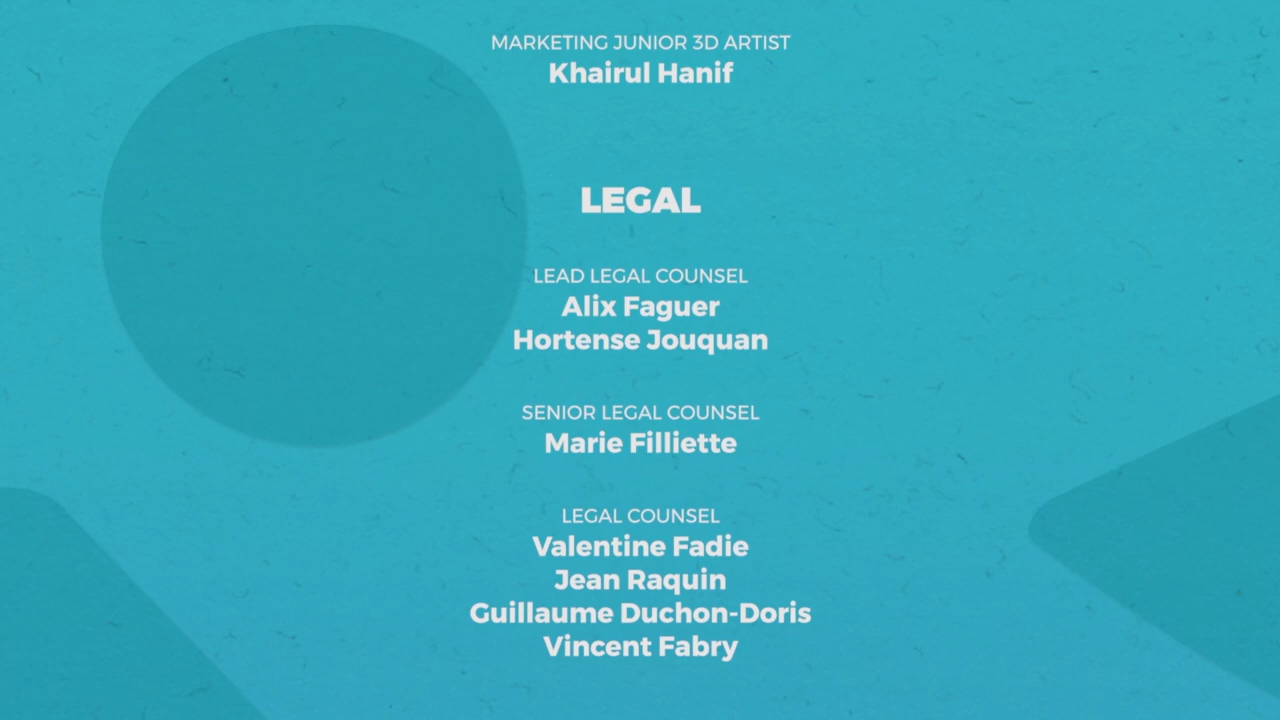 MARKETING JUNIOR 3D ARTIST
Khairul Hanif
LEGAL
LEAD LEGAL COUNSEL
Alix Faguer
Hortense Jouquan
SENIOR LEGAL COUNSEL
Marie Filliette
LEGAL COUNSEL
Valentine Fadie
Jean Raquin
Guillaume Duchon-Doris
Vincent Fabry